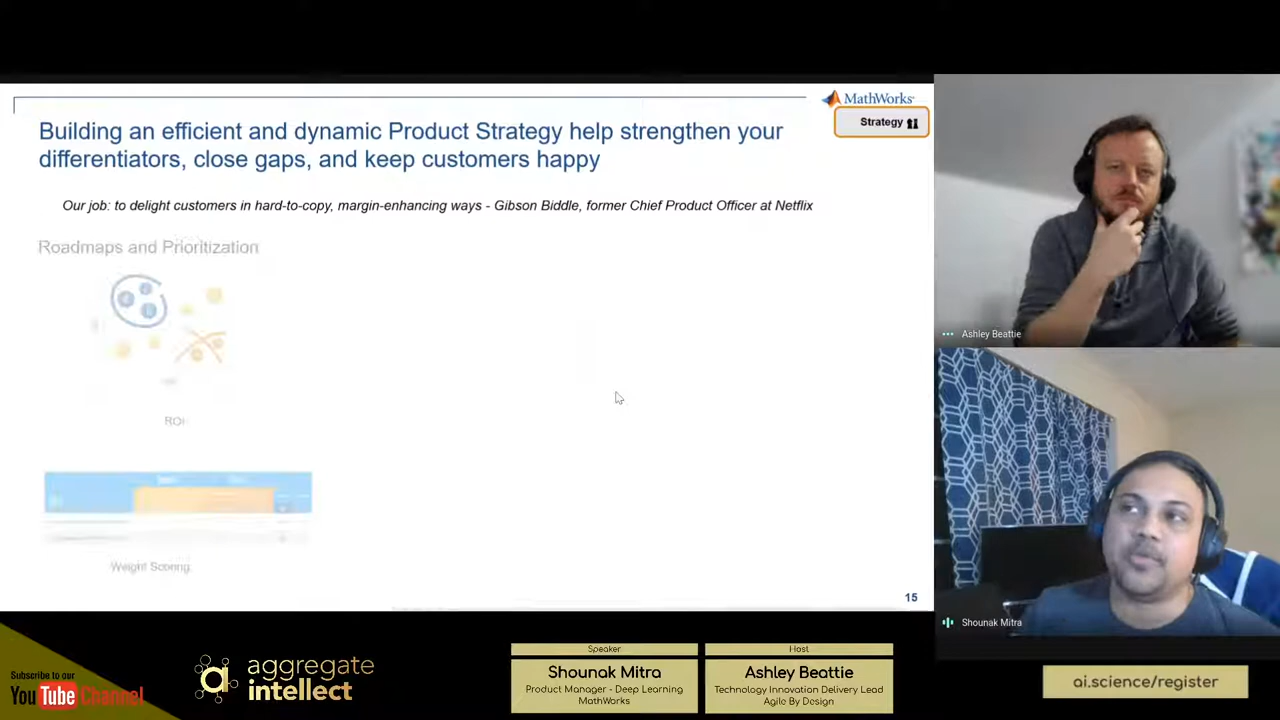 MathWorks
Strategy
Building an efficient and dynamic Product Strategy help strengthen your
differentiators, close gaps, and keep customers happy
Our job: to delight customers in hard-to-copy, margin-enhancing ways - Gibson Biddle, former Chief Product Officer at Netflix
Roadmaps and Prioritization
ROI
Weight Scoring
15
Ashley Beattie
Shounak Mitra
Subscribe to our
YouTube Channel
a
aggregate
intellect
Speaker
Shounak Mitra
Product Manager - Deep Learning
MathWorks
Host
Ashley Beattie
Technology Innovation Delivery Lead
Agile By Design
ai.science/register